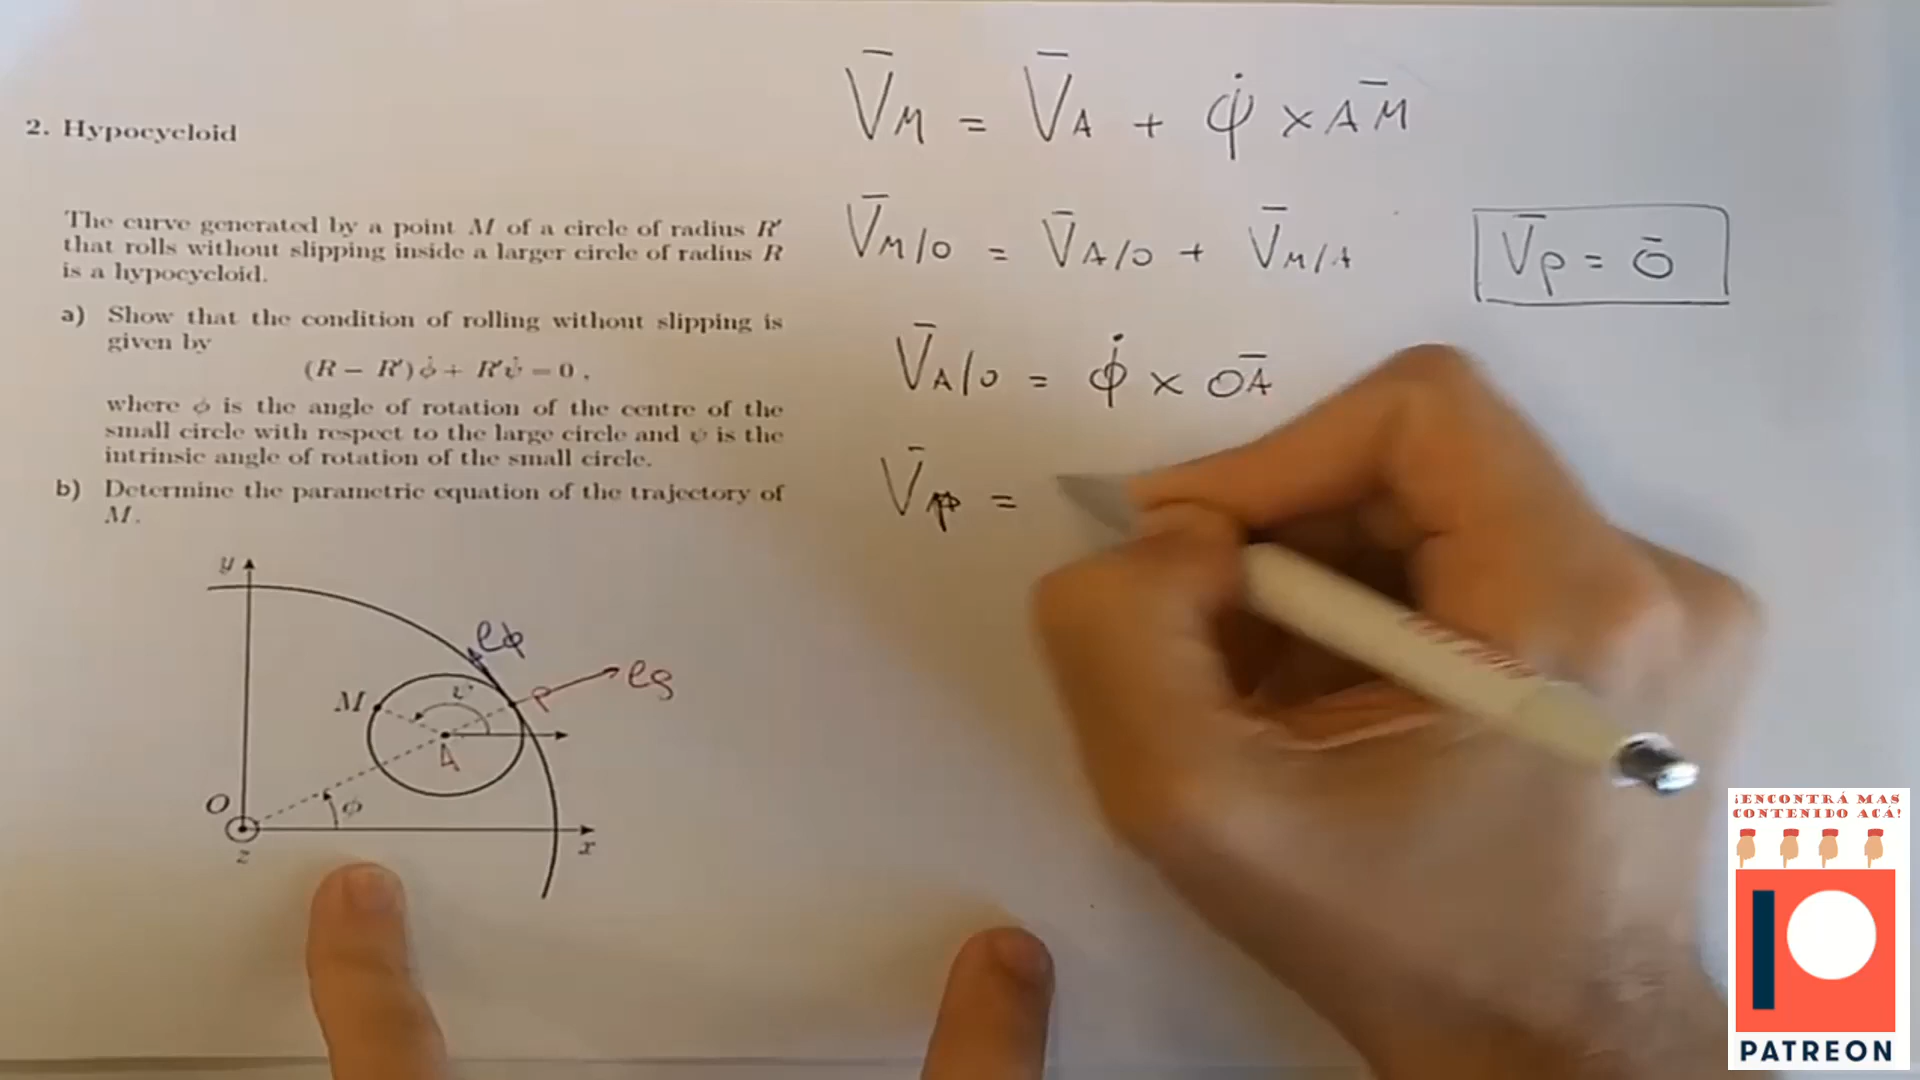 2. Hypocycloid
The curve generated by a point M of a circle of radius R′
that rolls without slipping inside a larger circle of radius R
is a hypocycloid.
a) Show that the condition of rolling without slipping is
given by
(R − R′)ϕ̇ + R′ψ̇ = 0 ,
where ϕ is the angle of rotation of the centre of the
small circle with respect to the large circle and ψ is the
intrinsic angle of rotation of the small circle.
b) Determine the parametric equation of the trajectory of
M.
y
eϕ
M
ψ
P
eρ
A
O
ϕ
z
x
V̄M = V̄A + ψ̇ × AM̄
V̄M/O = V̄A/O + V̄M/A
V̄P = ō
V̄A/O = ϕ̇ × OĀ
V̄P =
¡ENCONTRÁ MAS
CONTENIDO ACÁ!
PATREON